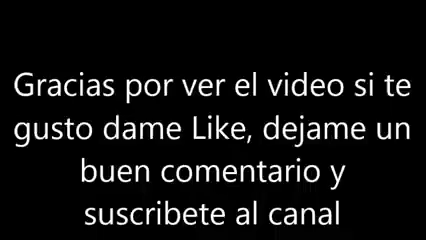 Gracias por ver el video si te
gusto dame Like, dejame un
buen comentario y
suscribete al canal